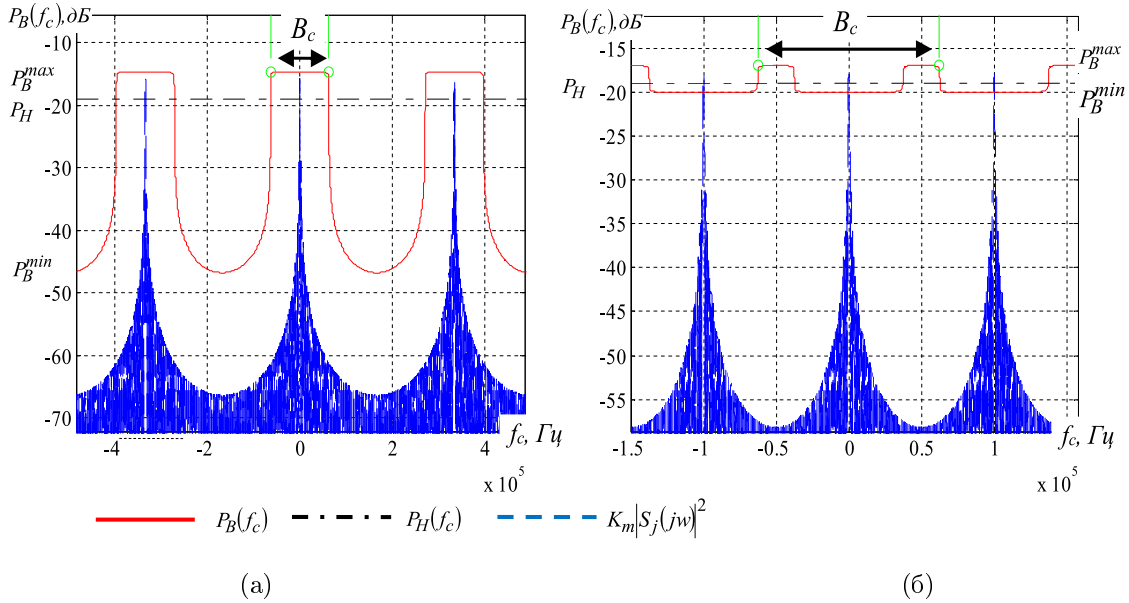 P_B(f_c), дБ
B_c
-10
P_B^max
-20
P_H
-30
-40
P_B^min
-50
-60
-70
-4
-2
0
2
4
f_c, Гц
x 10^5
P_B(f_c), дБ
B_c
-10
-15
P_B^max
P_H
-20
P_B^min
-25
-30
-35
-40
-45
-50
-55
-1.5
-1
-0.5
0
0.5
1
f_c, Гц
x 10^5
P_B(f_c)
P_H(f_c)
K_m|S_j(jw)|^2
(а)
(б)